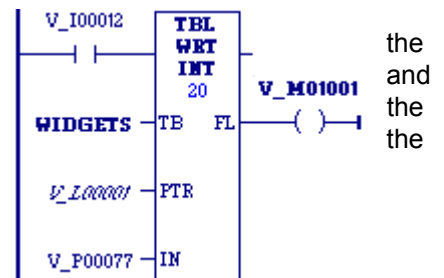 V_I00012
TBL
WRT
INT
20
V_M01001
WIDGETS
TB FL
V_L00001
PTR
V_P00077
IN
the
and
the
the